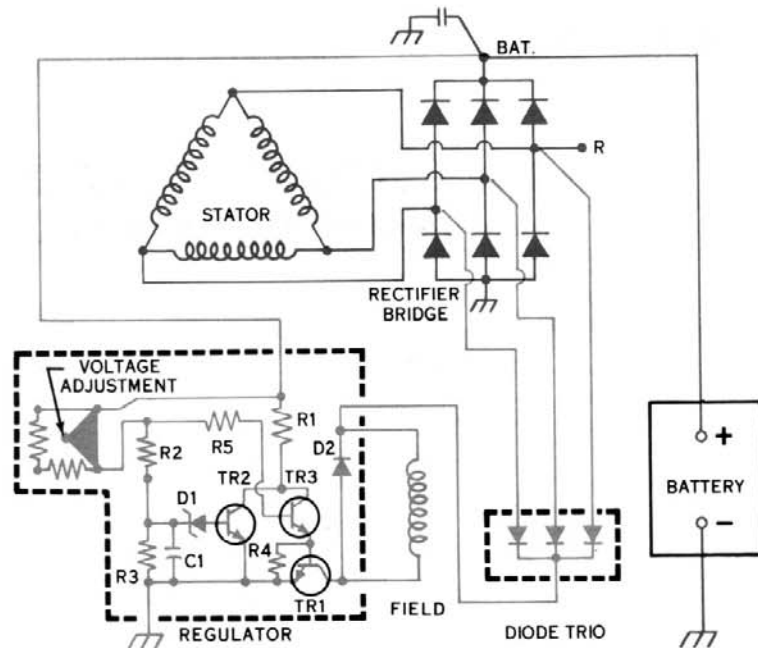 BAT.
R
STATOR
RECTIFIER
BRIDGE
VOLTAGE
ADJUSTMENT
R1
R5
D2
R2
TR2
TR3
D1
+
BATTERY
-
R4
R3
C1
TR1
FIELD
REGULATOR
DIODE TRIO